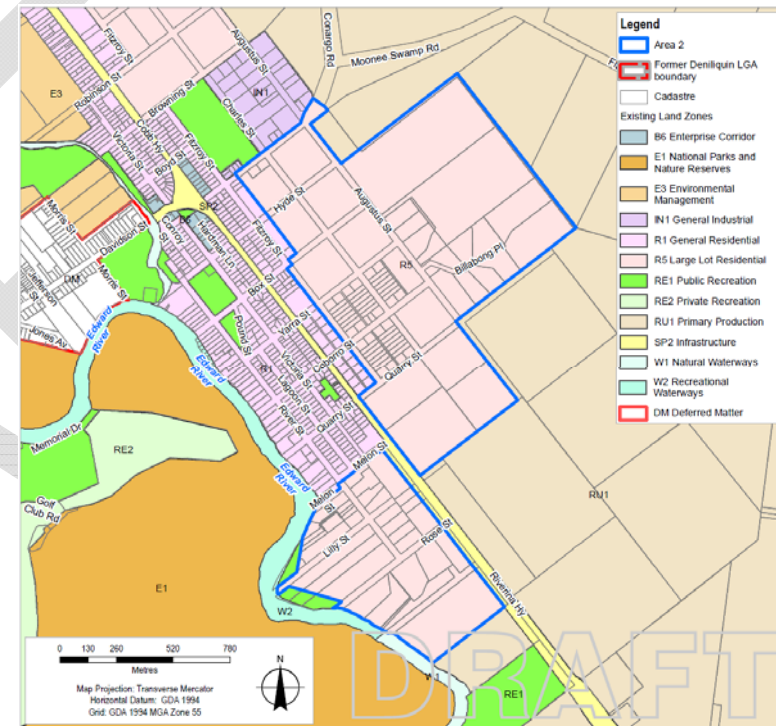 Legend
Area 2
Former Deniliquin LGA
boundary
Cadastre
Existing Land Zones
B6 Enterprise Corridor
E1 National Parks and
Nature Reserves
E3 Environmental
Management
IN1 General Industrial
R1 General Residential
R5 Large Lot Residential
RE1 Public Recreation
RE2 Private Recreation
RU1 Primary Production
SP2 Infrastructure
W1 Natural Waterways
W2 Recreational
Waterways
DM Deferred Matter
Fitzroy St
Augustus St
Conargo Rd
Moonee Swamp Rd
E3
Robinson St
Browning St
IN1
Charles St
Victoria St
Cobb Hy
Fitzroy St
Boyd St
SP2
Hyde St
Augustus St
Morris St
Davidson St
Conroy
B6
Hardman Ln
Fitzroy St
R5
Billabong Pl
DM
Jefferson
St
Morris St
Box St
Jones Av
Edward
River
Yarra St
Pound St
Edward
River
R1
Victoria St
Coborro St
Lagoon St
River St
Quarry St
Quarry St
Memorial Dr
RE2
Melon St
Edward
River
Melon
St
RU1
Golf
Club Rd
Lilly St
Rose St
E1
Riverina Hy
W2
W1
RE1
0 130 260 520 780
Metres
Map Projection: Transverse Mercator
Horizontal Datum: GDA 1994
Grid: GDA 1994 MGA Zone 55
N
DRAFT